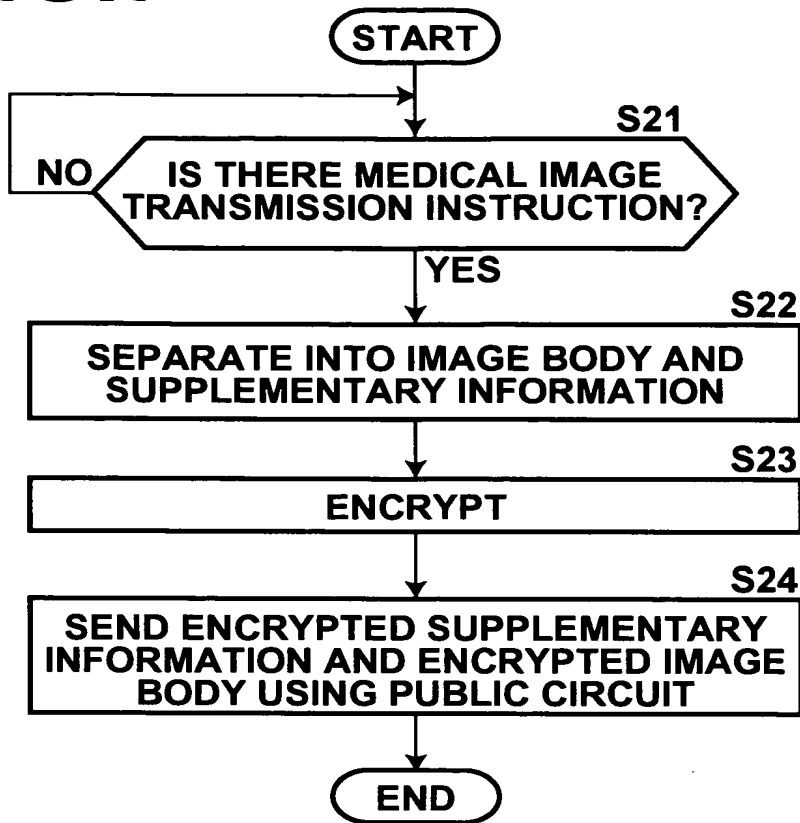 START
S21
NO
IS THERE MEDICAL IMAGE
TRANSMISSION INSTRUCTION?
YES
S22
SEPARATE INTO IMAGE BODY AND
SUPPLEMENTARY INFORMATION
S23
ENCRYPT
S24
SEND ENCRYPTED SUPPLEMENTARY
INFORMATION AND ENCRYPTED IMAGE
BODY USING PUBLIC CIRCUIT
END